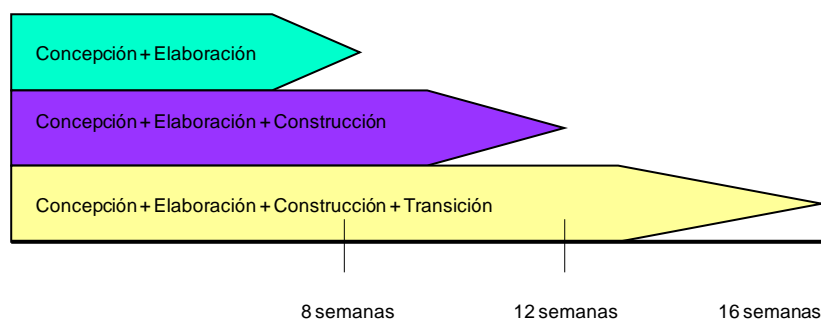 Concepción + Elaboración
Concepción + Elaboración + Construcción
Concepción + Elaboración + Construcción + Transición
8 semanas
12 semanas
16 semanas